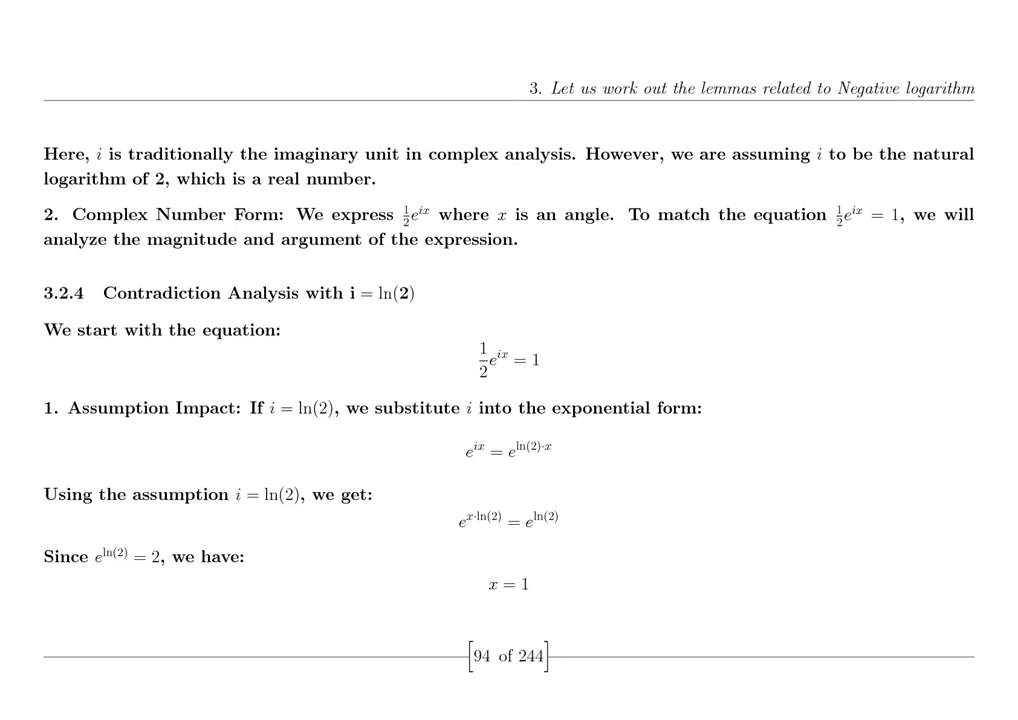 3. Let us work out the lemmas related to Negative logarithm
Here, i is traditionally the imaginary unit in complex analysis. However, we are assuming i to be the natural
logarithm of 2, which is a real number.
2. Complex Number Form: We express \frac{1}{2}e^{ix} where x is an angle. To match the equation \frac{1}{2}e^{ix} = 1, we will
analyze the magnitude and argument of the expression.
3.2.4 Contradiction Analysis with i = ln(2)
We start with the equation:
\frac{1}{2}e^{ix} = 1
1. Assumption Impact: If i = ln(2), we substitute i into the exponential form:
e^{ix} = e^{ln(2)·x}
Using the assumption i = ln(2), we get:
e^{x·ln(2)} = e^{ln(2)}
Since e^{ln(2)} = 2, we have:
x = 1
[94 of 244]